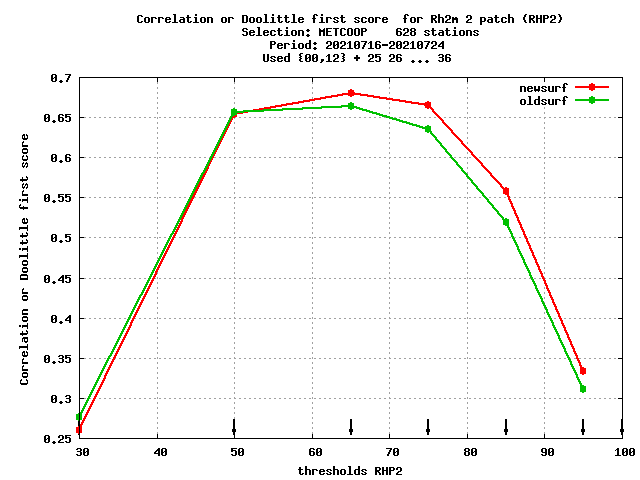 Correlation or Doolittle first score  for Rh2m 2 patch (RHP2)
Selection: METCOOP    628 stations
Period: 20210716-20210724
Used {00,12} + 25 26 ... 36
newsurf
oldsurf
Correlation or Doolittle first score
0.7
0.65
0.6
0.55
0.5
0.45
0.4
0.35
0.3
0.25
30 40 50 60 70 80 90 100
thresholds RHP2